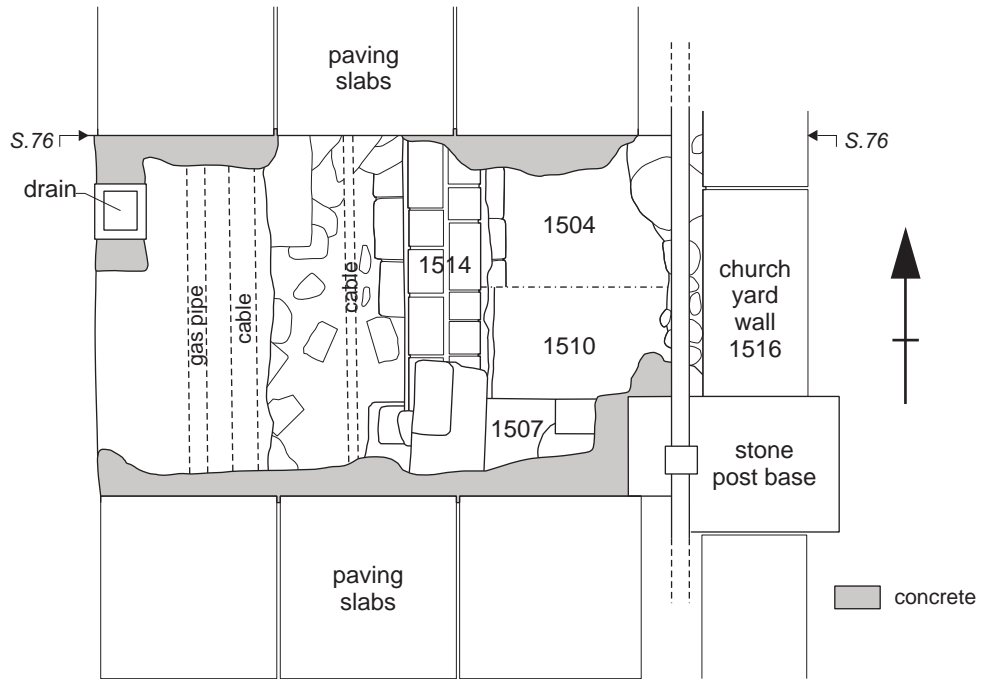 paving
slabs
S.76
S.76
drain
1504
1514
church
yard
wall
1516
gas pipe
cable
cable
1510
1507
stone
post base
paving
slabs
concrete